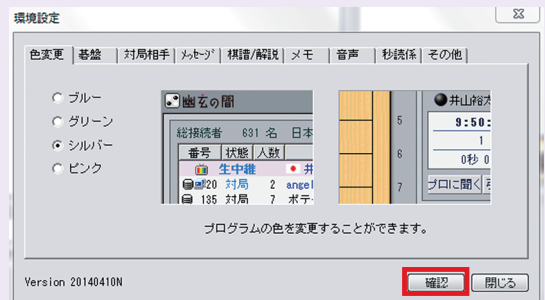 環境設定
色変更 碁盤 対局相手 メッセージ 棋譜/解説 メモ 音声 秒読係 その他
ブルー
グリーン
シルバー
ピンク
幽玄の間
総接続者 631 名 日本
番号 状態 人数
生中継 井
20 対局 2 angel
135 対局 7 ポテ
5
6
7
井山裕太
9:50:
1
0秒 0
プロに聞く
プログラムの色を変更することができます。
Version 20140410N
確認 閉じる